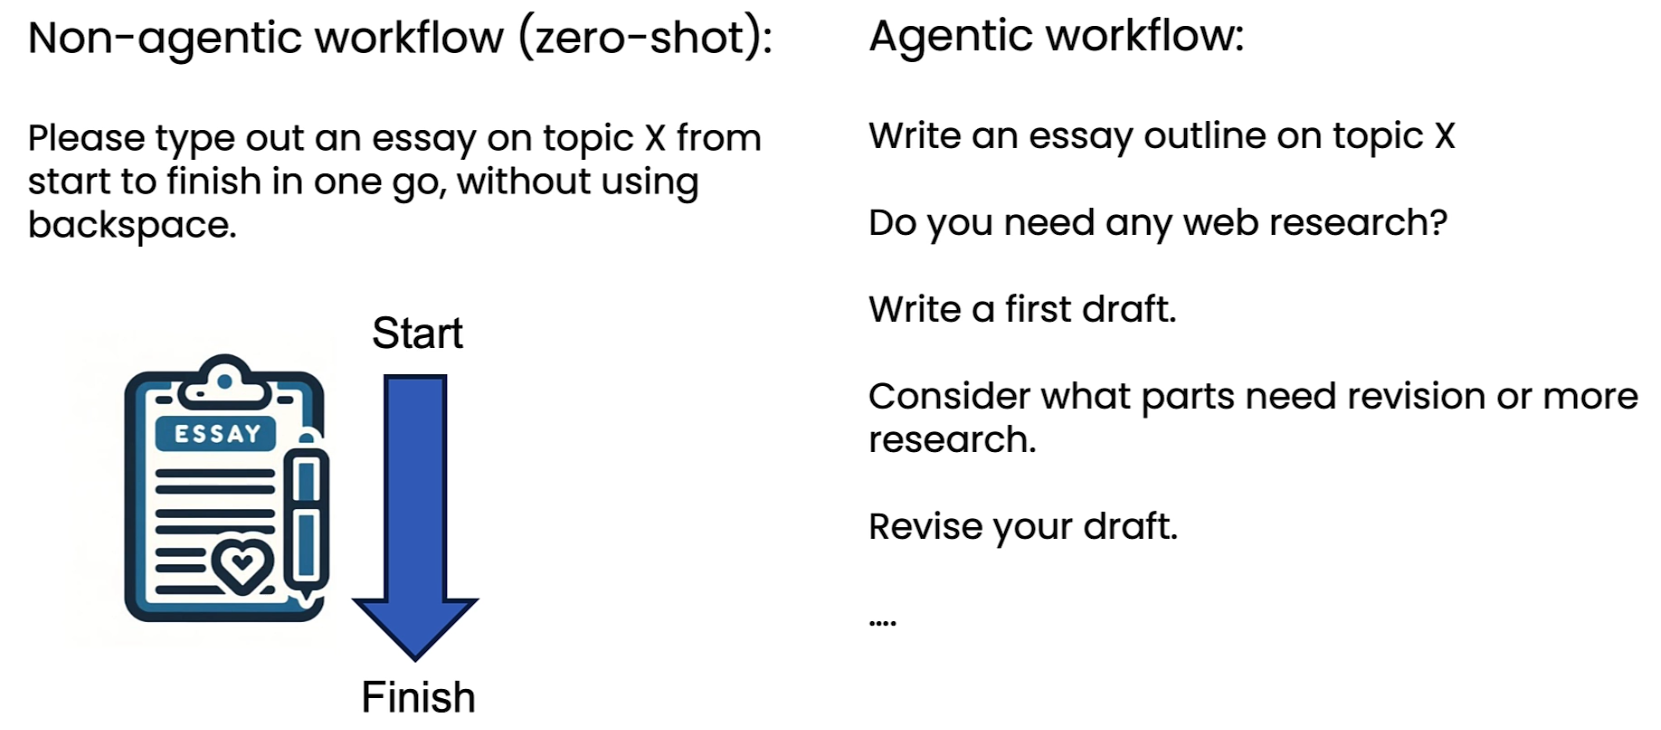 Non-agentic workflow (zero-shot):
Please type out an essay on topic X from
start to finish in one go, without using
backspace.
Start
ESSAY
Finish
Agentic workflow:
Write an essay outline on topic X
Do you need any web research?
Write a first draft.
Consider what parts need revision or more
research.
Revise your draft.
....